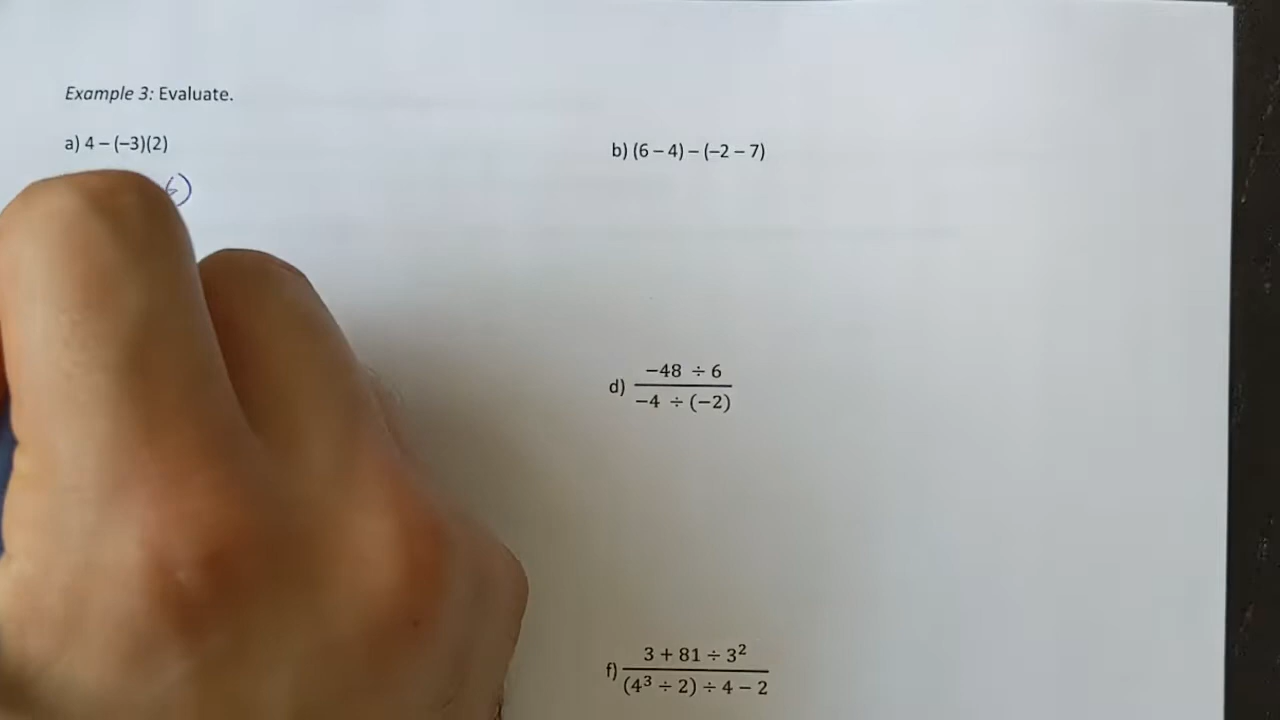 Example 3: Evaluate.
a) 4 – (–3)(2)
6)
b) (6 – 4) – (–2 – 7)
d) −48 ÷ 6
−4 ÷ (−2)
f) 3 + 81 ÷ 3²
(4³ ÷ 2) ÷ 4 − 2